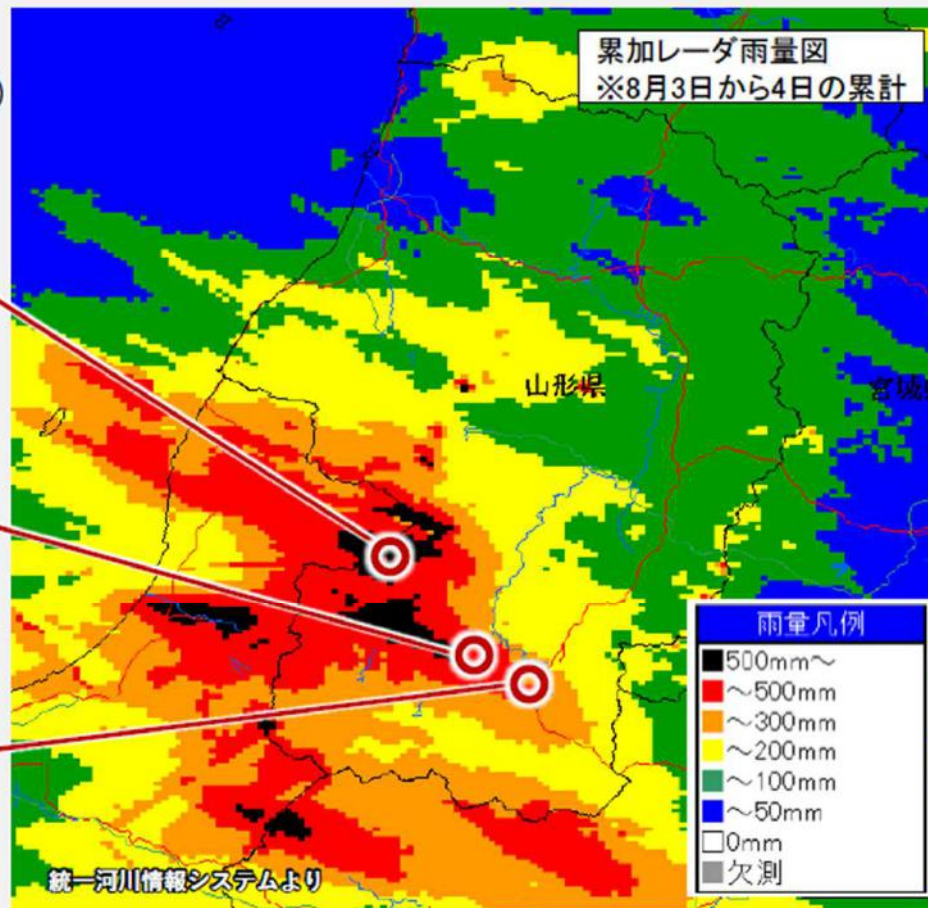 累加レーダ雨量図
※8月3日から4日の累計
山形県
宮城
雨量凡例
500mm～
～500mm
～300mm
～200mm
～100mm
～50mm
0mm
欠測
統一河川情報システムより